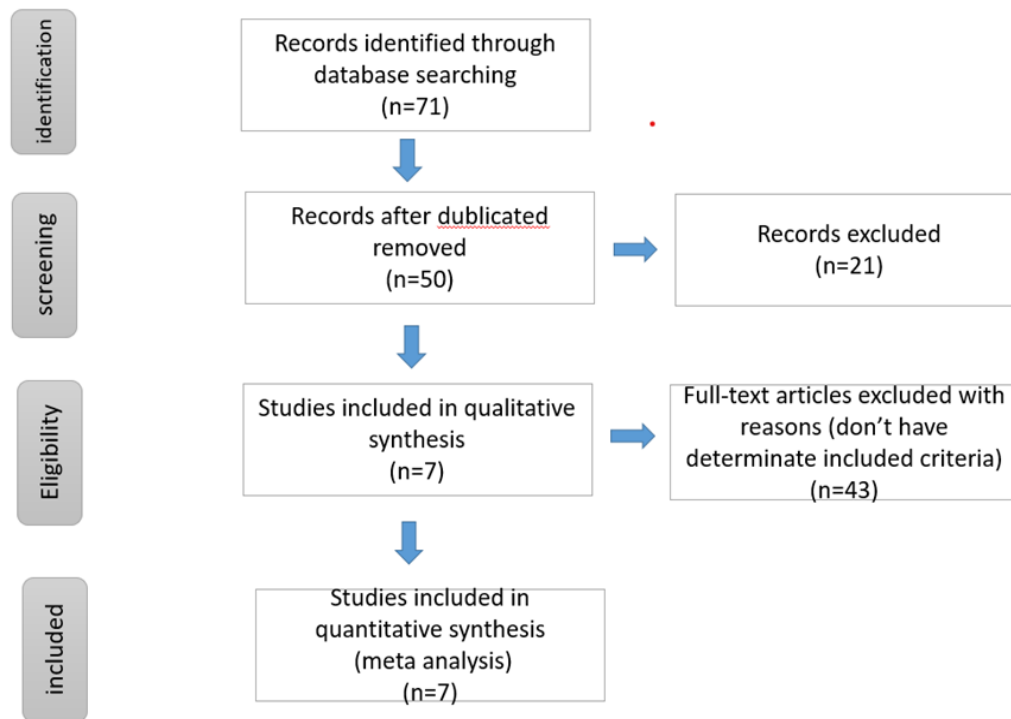 identification
Records identified through
database searching
(n=71)
screening
Records after dublicated
removed
(n=50)
Records excluded
(n=21)
Eligibility
Studies included in qualitative
synthesis
(n=7)
Full-text articles excluded with
reasons (don’t have
determinate included criteria)
(n=43)
included
Studies included in
quantitative synthesis
(meta analysis)
(n=7)